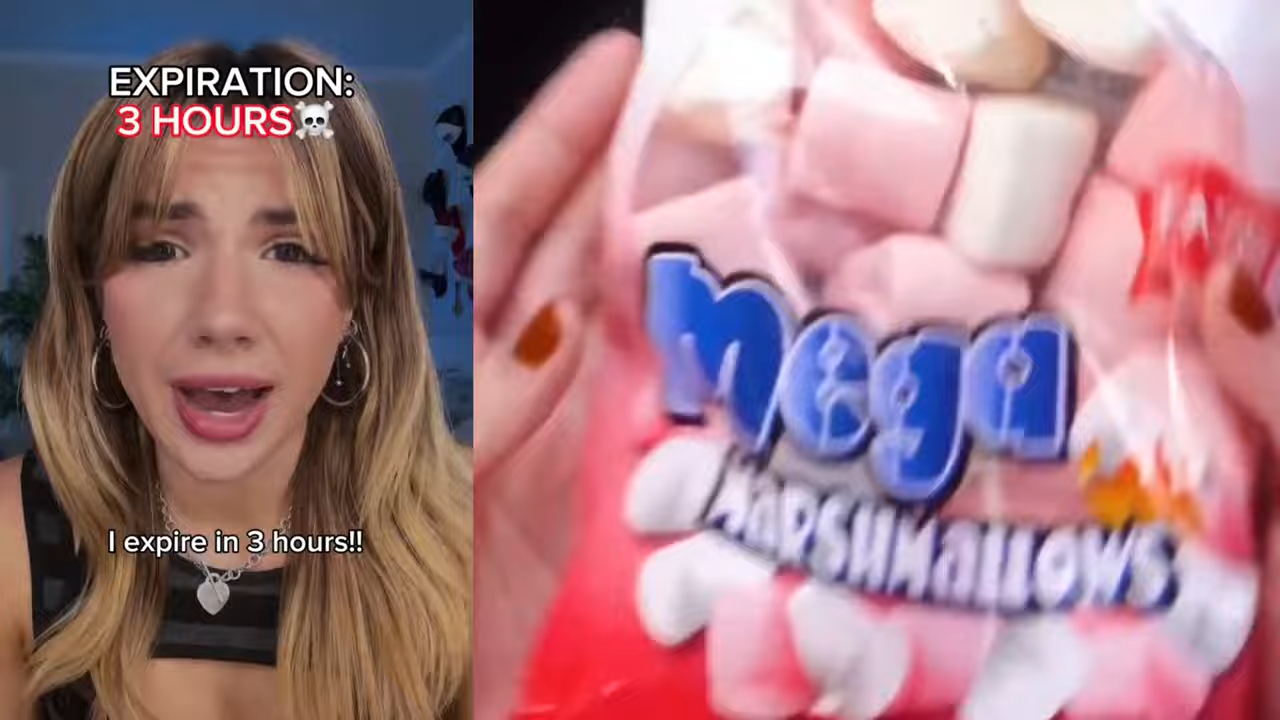 EXPIRATION:
3 HOURS☠️
I expire in 3 hours!!
Mega
MARSHMALLOWS